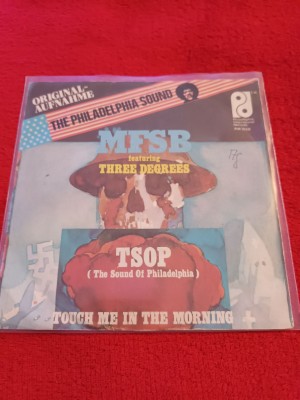 ORIGINAL-
AUFNAHME
THE PHILADELPHIA SOUND
MFSB
featuring
THREE DEGREES
TSOP
( The Sound Of Philadelphia )
TOUCH ME IN THE MORNING